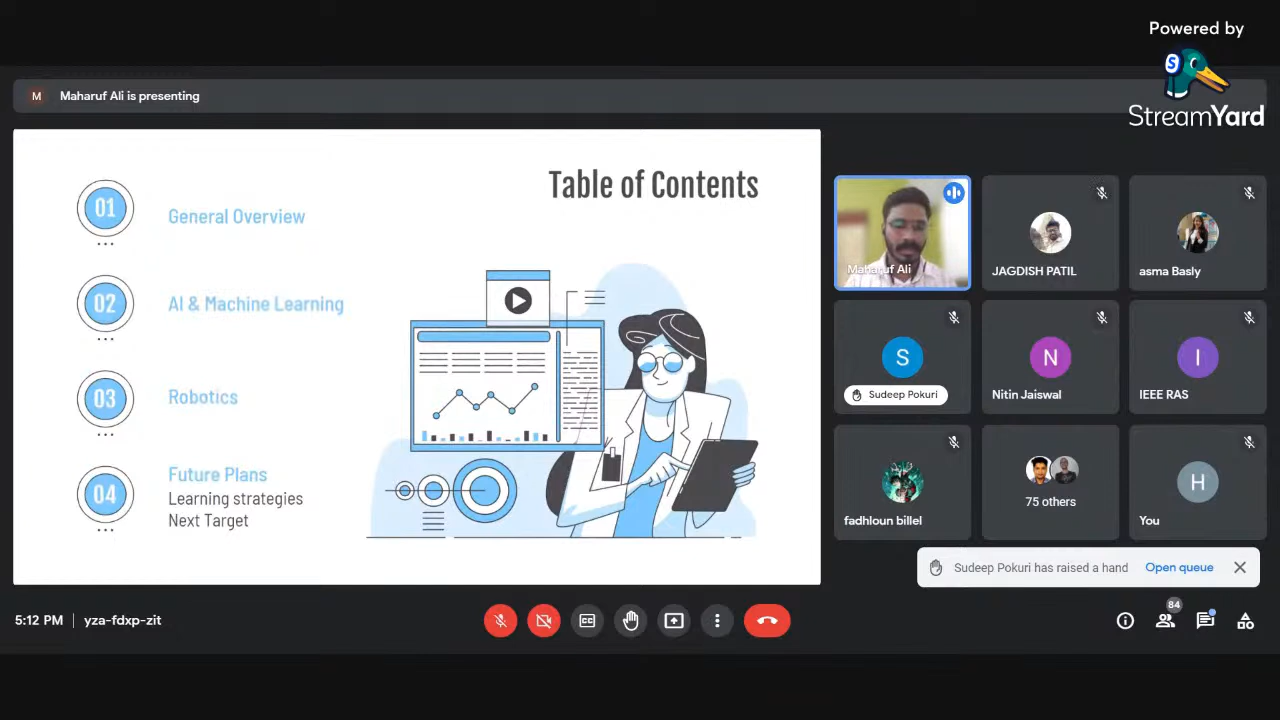 Powered by
S
StreamYard
M
Maharuf Ali is presenting
Table of Contents
01
General Overview
02
AI & Machine Learning
03
Robotics
04
Future Plans
Learning strategies
Next Target
Maharuf Ali
JAGDISH PATIL
asma Basly
S
Sudeep Pokuri
N
Nitin Jaiswal
I
IEEE RAS
fadhloun billel
75 others
H
You
Sudeep Pokuri has raised a hand
Open queue
5:12 PM
yza-fdxp-zit
84